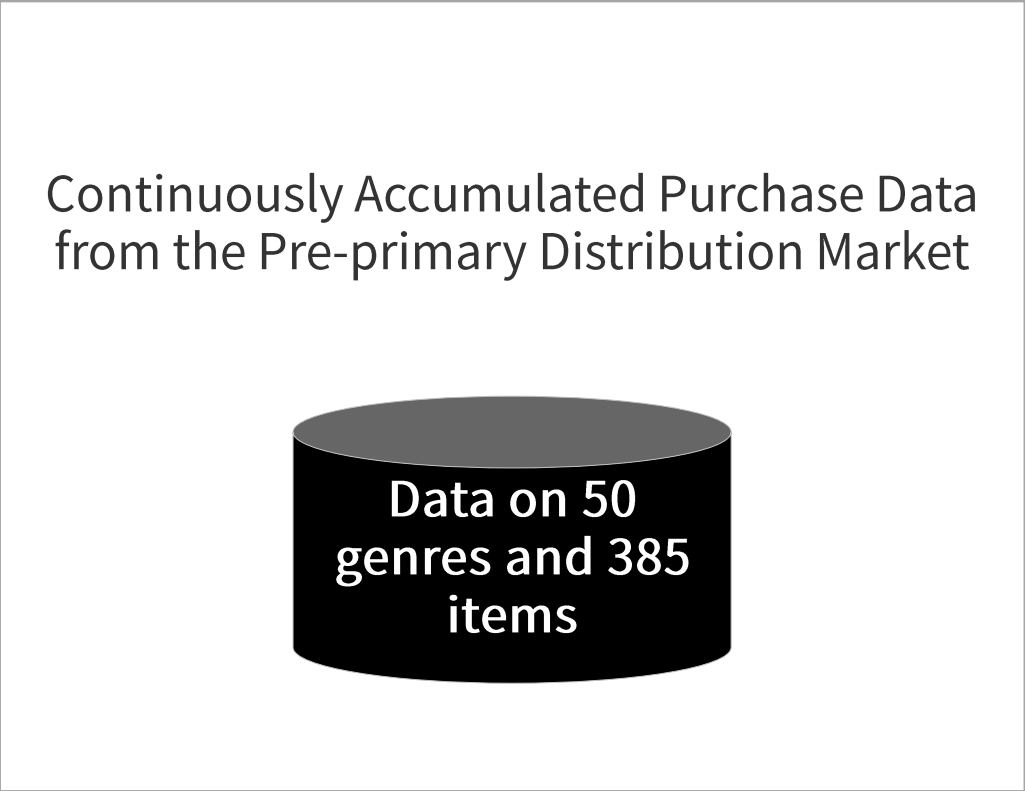 Continuously Accumulated Purchase Data
from the Pre-primary Distribution Market
Data on 50
genres and 385
items